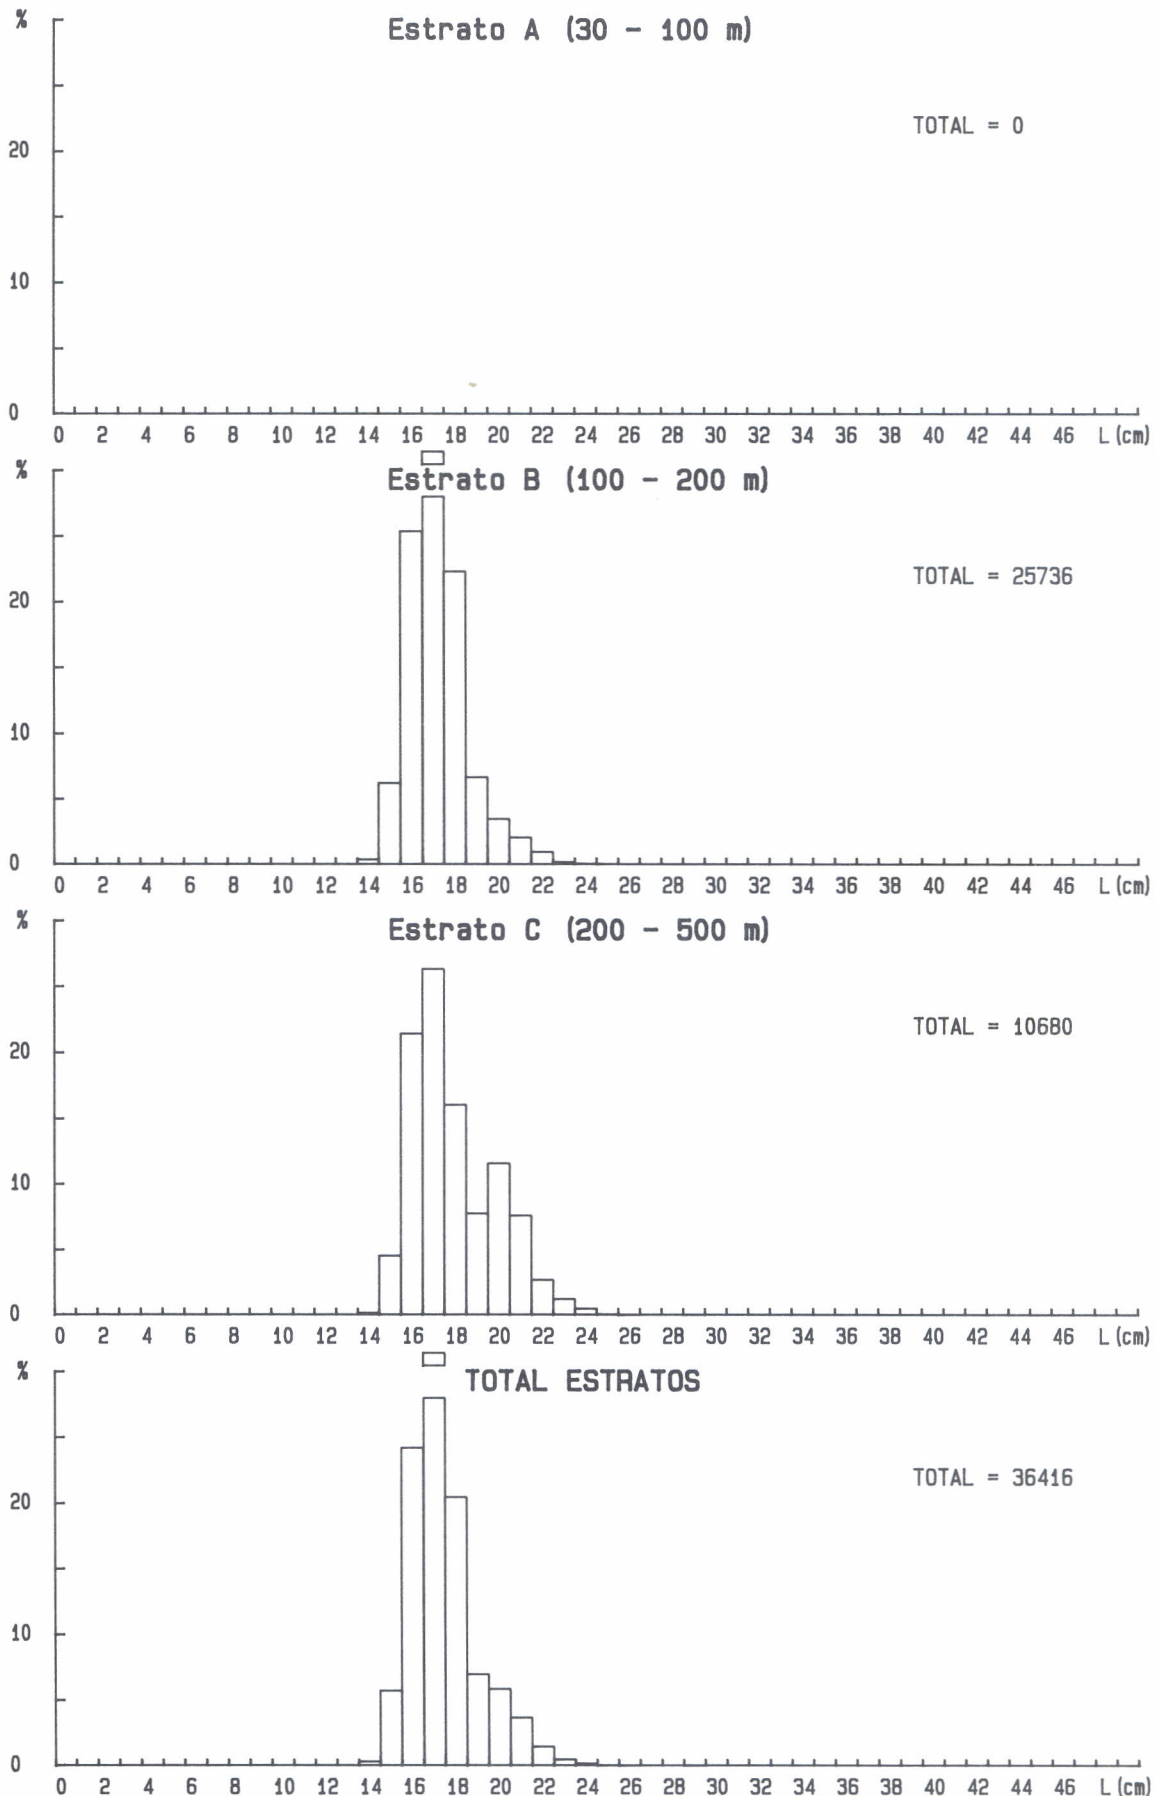 %
Estrato A (30 - 100 m)
TOTAL = 0
20
10
0
0 2 4 6 8 10 12 14 16 18 20 22 24 26 28 30 32 34 36 38 40 42 44 46 L (cm)
%
Estrato B (100 - 200 m)
TOTAL = 25736
20
10
0
0 2 4 6 8 10 12 14 16 18 20 22 24 26 28 30 32 34 36 38 40 42 44 46 L (cm)
%
Estrato C (200 - 500 m)
TOTAL = 10680
20
10
0
0 2 4 6 8 10 12 14 16 18 20 22 24 26 28 30 32 34 36 38 40 42 44 46 L (cm)
%
TOTAL ESTRATOS
TOTAL = 36416
20
10
0
0 2 4 6 8 10 12 14 16 18 20 22 24 26 28 30 32 34 36 38 40 42 44 46 L (cm)